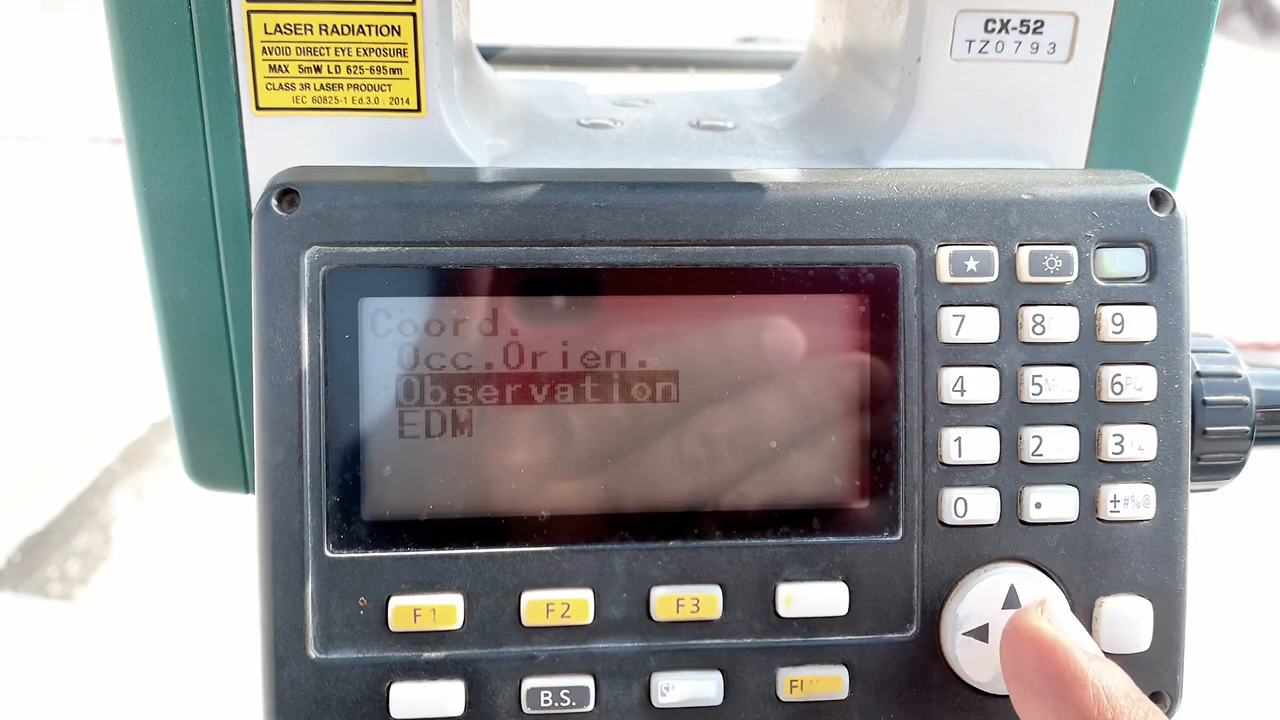 LASER RADIATION
AVOID DIRECT EYE EXPOSURE
MAX 5mW LD 625-695nm
CLASS 3R LASER PRODUCT
IEC 60825-1 Ed.3.0 : 2014
CX-52
TZ0793
Coord.
Occ.Orien.
Observation
EDM
7 8 9
4 5 6PQ
1 2 3
0 . ±#%@
F1 F2 F3
B.S.